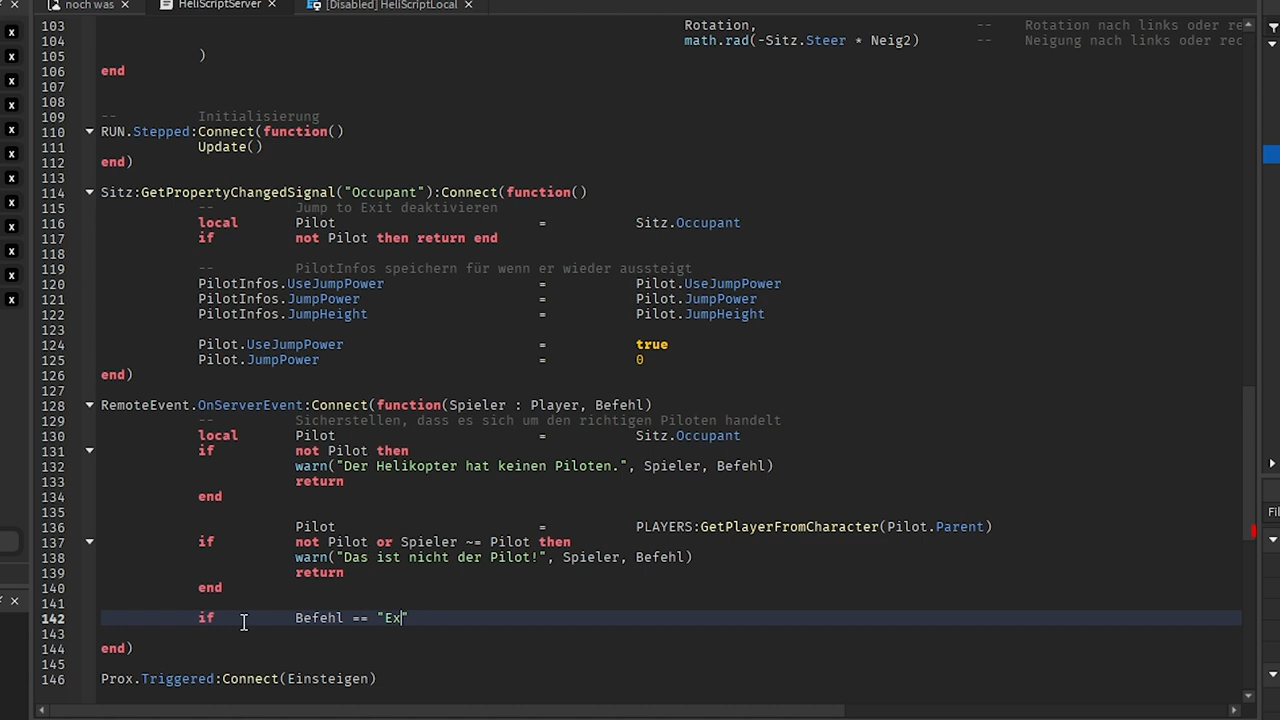 noch was HeliScriptServer [Disabled] HeliScriptLocal
103 Rotation, -- Rotation nach links oder re
104 math.rad(-Sitz.Steer * Neig2) -- Neigung nach links oder rec
105 )
106 end
107
108
109 -- Initialisierung
110 RUN.Stepped:Connect(function()
111 Update()
112 end)
113
114 Sitz:GetPropertyChangedSignal("Occupant"):Connect(function()
115 -- Jump to Exit deaktivieren
116 local Pilot = Sitz.Occupant
117 if not Pilot then return end
118
119 -- PilotInfos speichern für wenn er wieder aussteigt
120 PilotInfos.UseJumpPower = Pilot.UseJumpPower
121 PilotInfos.JumpPower = Pilot.JumpPower
122 PilotInfos.JumpHeight = Pilot.JumpHeight
123
124 Pilot.UseJumpPower = true
125 Pilot.JumpPower = 0
126 end)
127
128 RemoteEvent.OnServerEvent:Connect(function(Spieler : Player, Befehl)
129 -- Sicherstellen, dass es sich um den richtigen Piloten handelt
130 local Pilot = Sitz.Occupant
131 if not Pilot then
132 warn("Der Helikopter hat keinen Piloten.", Spieler, Befehl)
133 return
134 end
135
136 Pilot = PLAYERS:GetPlayerFromCharacter(Pilot.Parent)
137 if not Pilot or Spieler ~= Pilot then
138 warn("Das ist nicht der Pilot!", Spieler, Befehl)
139 return
140 end
141
142 if Befehl == "Ex"
143
144 end)
145
146 Prox.Triggered:Connect(Einsteigen)
Fil